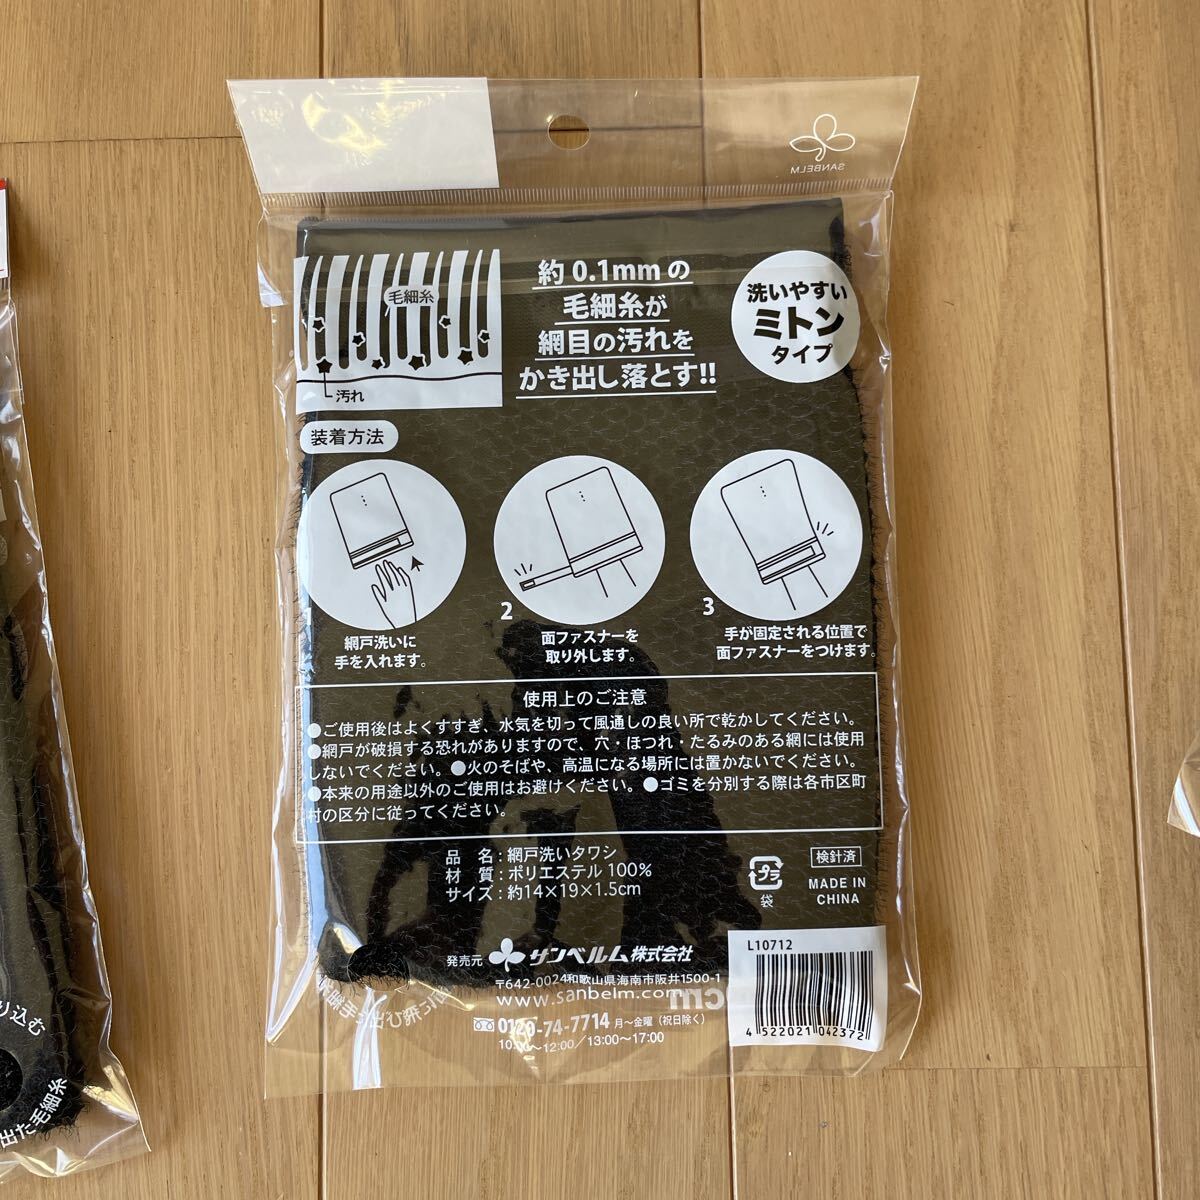 SANBELM
毛細糸
汚れ
約0.1mmの
毛細糸が
網目の汚れを
かき出し落とす!!
洗いやすい
ミトン
タイプ
装着方法
1
網戸洗いに
手を入れます。
2
面ファスナーを
取り外します。
3
手が固定される位置で
面ファスナーをつけます。
使用上のご注意
●ご使用後はよくすすぎ、水気を切って風通しの良い所で乾かしてください。
●網戸が破損する恐れがありますので、穴・ほつれ・たるみのある網には使用
しないでください。●火のそばや、高温になる場所には置かないでください。
●本来の用途以外のご使用はお避けください。●ゴミを分別する際は各市区町
村の区分に従ってください。
品 名:網戸洗いタワシ
材 質:ポリエステル100%
サイズ:約14×19×1.5cm
プラ
袋
検針済
MADE IN
CHINA
発売元 サンベルム株式会社
〒642-0024和歌山県海南市阪井1500-1
www.sanbelm.com
0120-74-7714 月〜金曜(祝日除く)
10:00〜12:00/13:00〜17:00
L10712
4 522021 042372
り込む
出た毛細糸